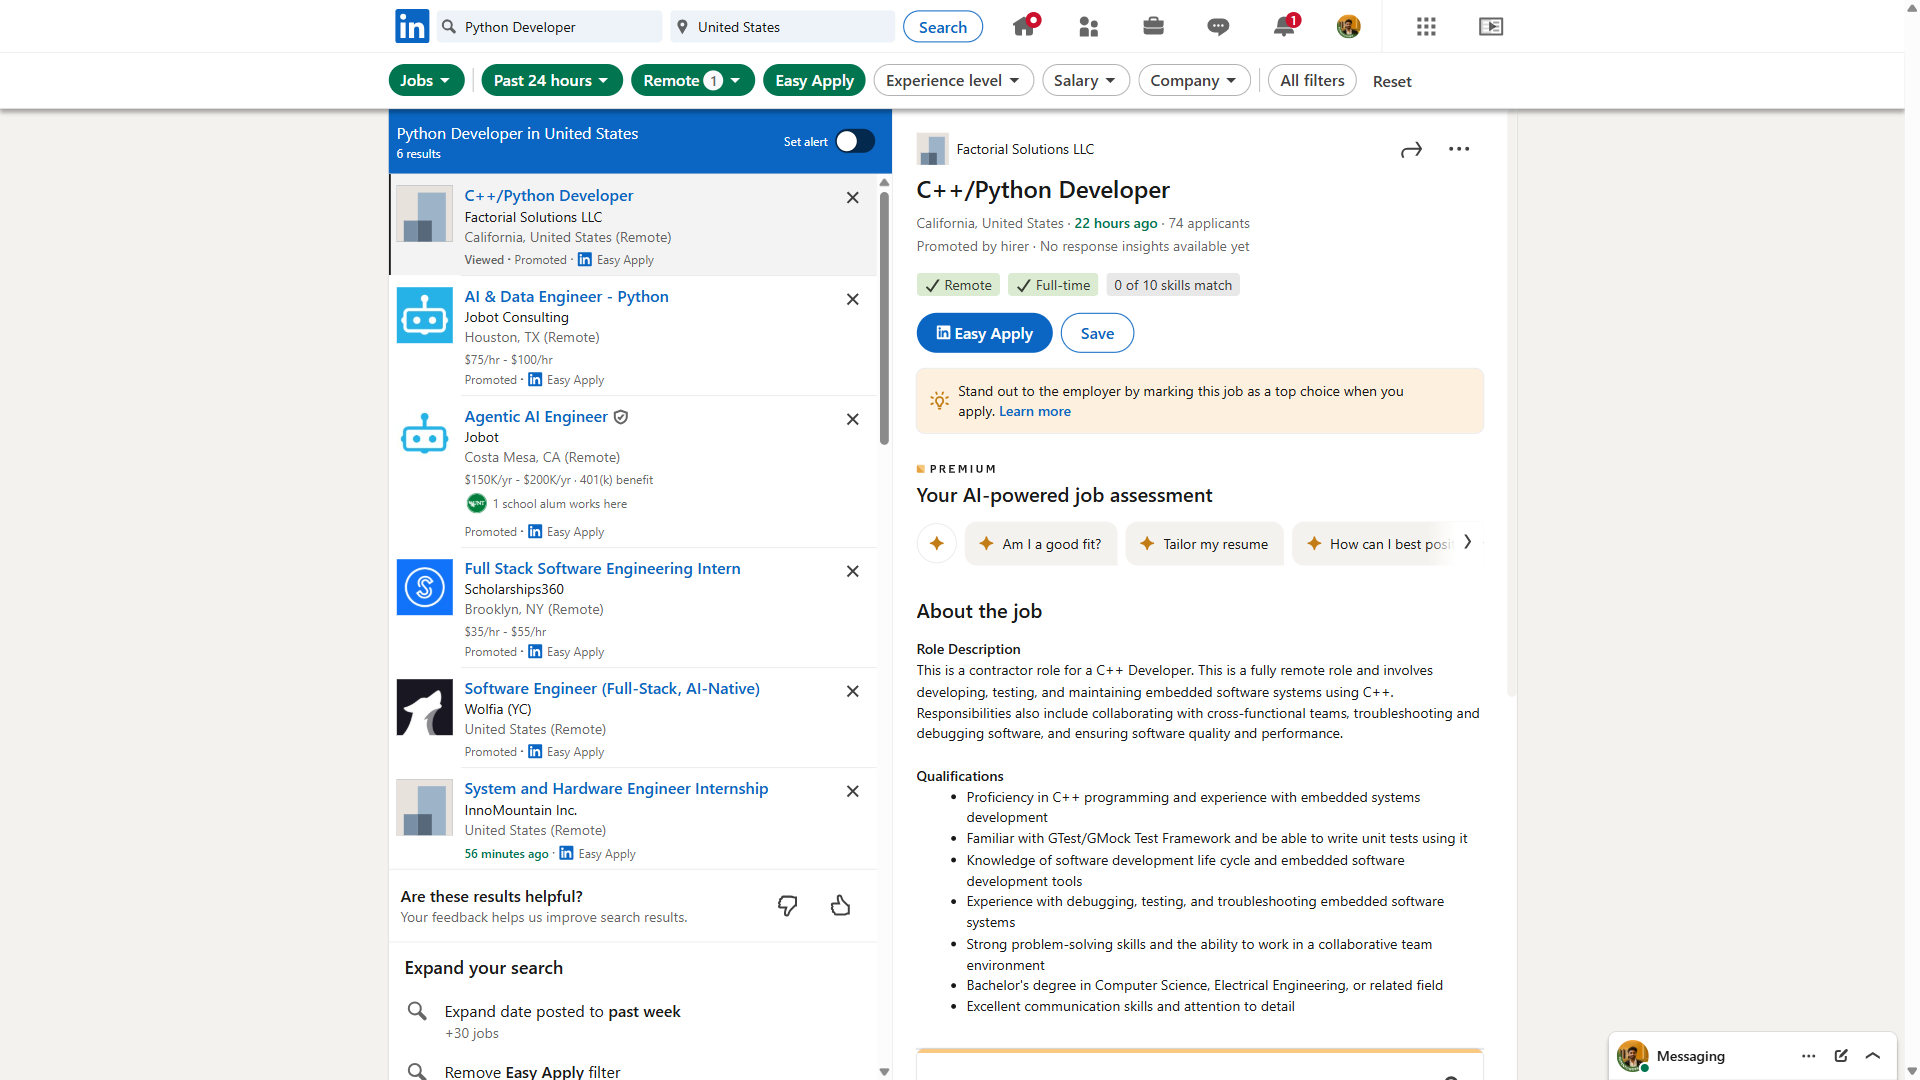 in
Python Developer
United States
Search
1
Jobs
Past 24 hours
Remote 1
Easy Apply
Experience level
Salary
Company
All filters
Reset
Python Developer in United States
6 results
Set alert
C++/Python Developer
Factorial Solutions LLC
California, United States (Remote)
Viewed · Promoted · in Easy Apply
AI & Data Engineer - Python
Jobot Consulting
Houston, TX (Remote)
$75/hr - $100/hr
Promoted · in Easy Apply
Agentic AI Engineer
Jobot
Costa Mesa, CA (Remote)
$150K/yr - $200K/yr · 401(k) benefit
1 school alum works here
Promoted · in Easy Apply
Full Stack Software Engineering Intern
Scholarships360
Brooklyn, NY (Remote)
$35/hr - $55/hr
Promoted · in Easy Apply
Software Engineer (Full-Stack, AI-Native)
Wolfia (YC)
United States (Remote)
Promoted · in Easy Apply
System and Hardware Engineer Internship
InnoMountain Inc.
United States (Remote)
56 minutes ago · in Easy Apply
Are these results helpful?
Your feedback helps us improve search results.
Expand your search
Expand date posted to past week
+30 jobs
Remove Easy Apply filter
Factorial Solutions LLC
C++/Python Developer
California, United States · 22 hours ago · 74 applicants
Promoted by hirer · No response insights available yet
Remote
Full-time
0 of 10 skills match
in Easy Apply
Save
Stand out to the employer by marking this job as a top choice when you
apply. Learn more
PREMIUM
Your AI-powered job assessment
Am I a good fit?
Tailor my resume
How can I best posi
About the job
Role Description
This is a contractor role for a C++ Developer. This is a fully remote role and involves
developing, testing, and maintaining embedded software systems using C++.
Responsibilities also include collaborating with cross-functional teams, troubleshooting and
debugging software, and ensuring software quality and performance.
Qualifications
• Proficiency in C++ programming and experience with embedded systems
development
• Familiar with GTest/GMock Test Framework and be able to write unit tests using it
• Knowledge of software development life cycle and embedded software
development tools
• Experience with debugging, testing, and troubleshooting embedded software
systems
• Strong problem-solving skills and the ability to work in a collaborative team
environment
• Bachelor's degree in Computer Science, Electrical Engineering, or related field
• Excellent communication skills and attention to detail
Messaging